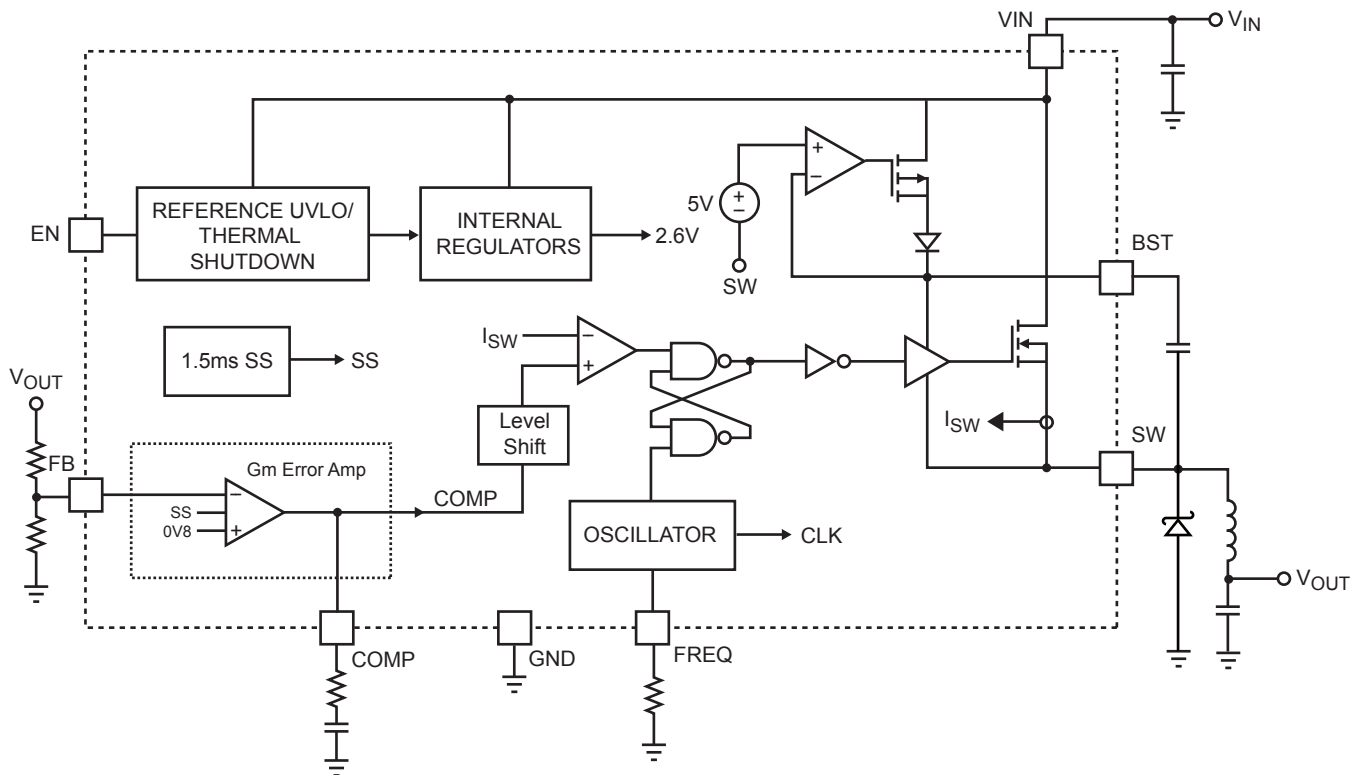 VIN
V_IN
EN
REFERENCE UVLO/
THERMAL
SHUTDOWN
INTERNAL
REGULATORS
2.6V
5V
+
−
SW
+
−
BST
1.5ms SS
SS
I_SW
−
+
Level
Shift
I_SW
SW
V_OUT
FB
Gm Error Amp
−
SS
0V8
+
COMP
OSCILLATOR
CLK
V_OUT
COMP
GND
FREQ